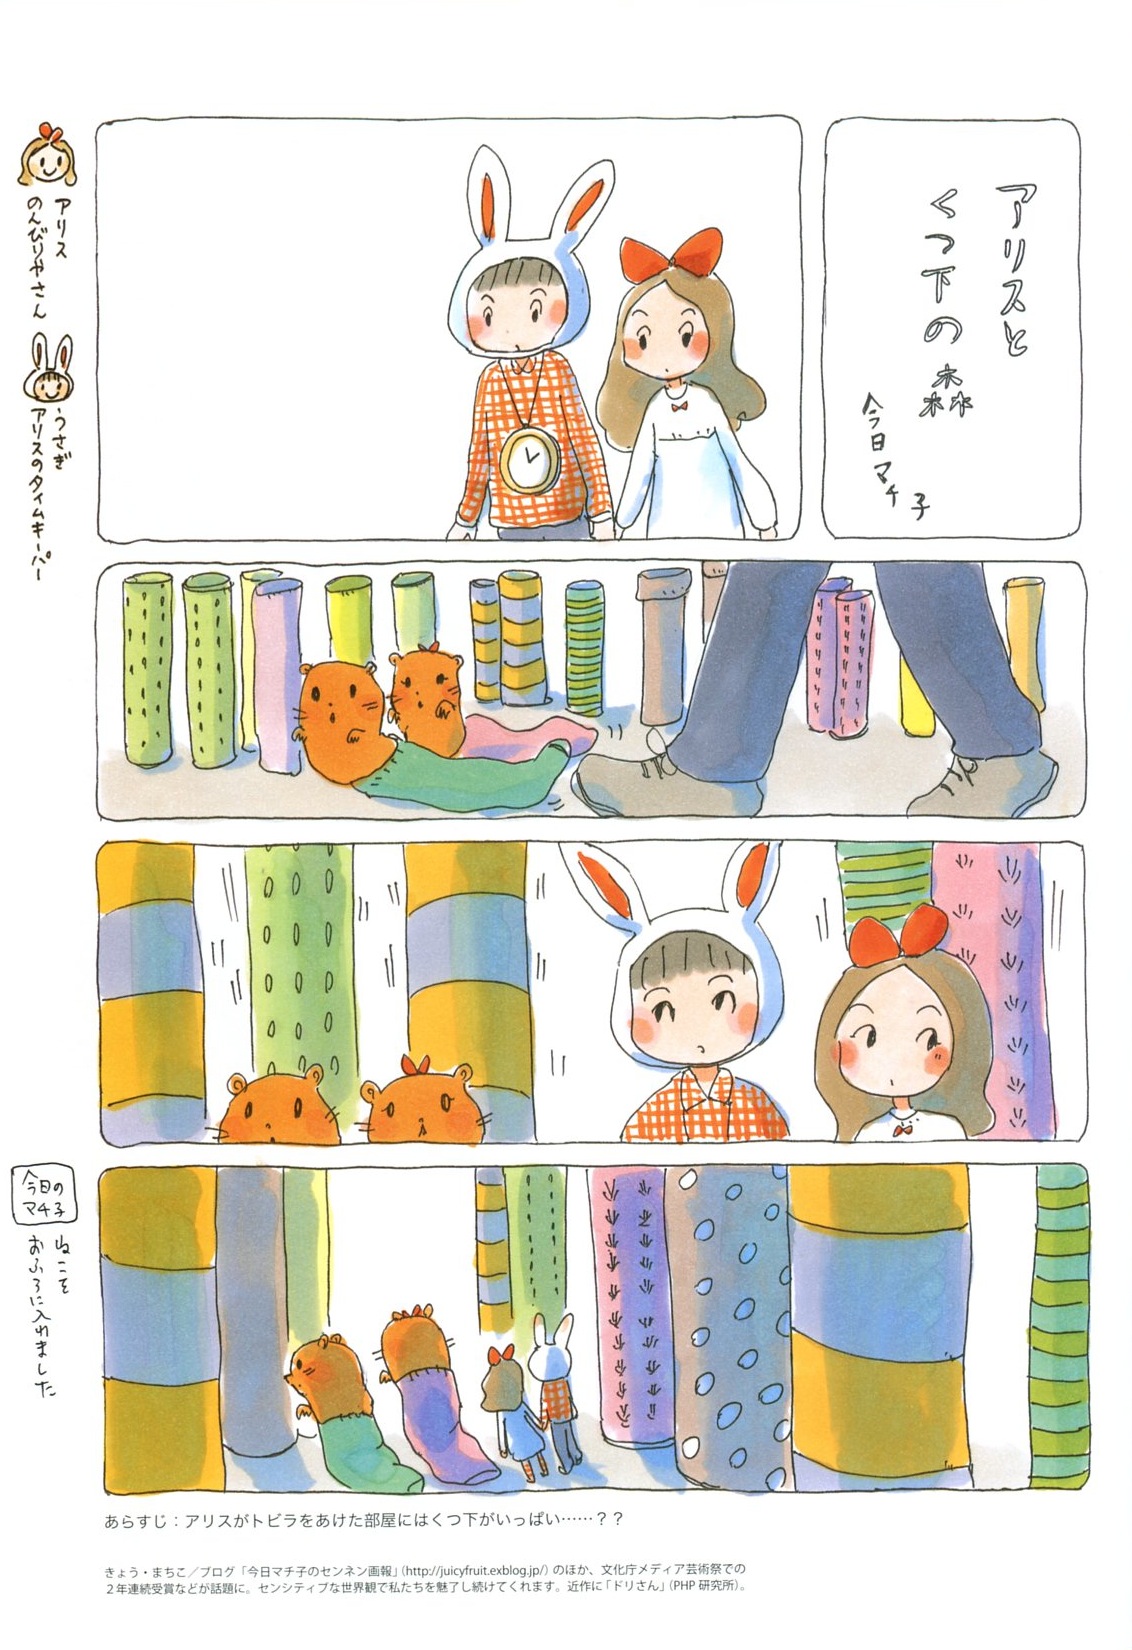 アリスと
くつ下の森
今日マチ子
アリス
のんびりやさん
うさぎ
アリスのタイムキーパー
今日の
マチ子
ねこを
おふろに入れました
あらすじ：アリスがトビラをあけた部屋にはくつ下がいっぱい……？？
きょう・まちこ／ブログ「今日マチ子のセンネン画報」（http://juicyfruit.exblog.jp/）のほか、文化庁メディア芸術祭での
２年連続受賞などが話題に。センシティブな世界観で私たちを魅了し続けてくれます。近作に「ドリさん」（PHP 研究所）。